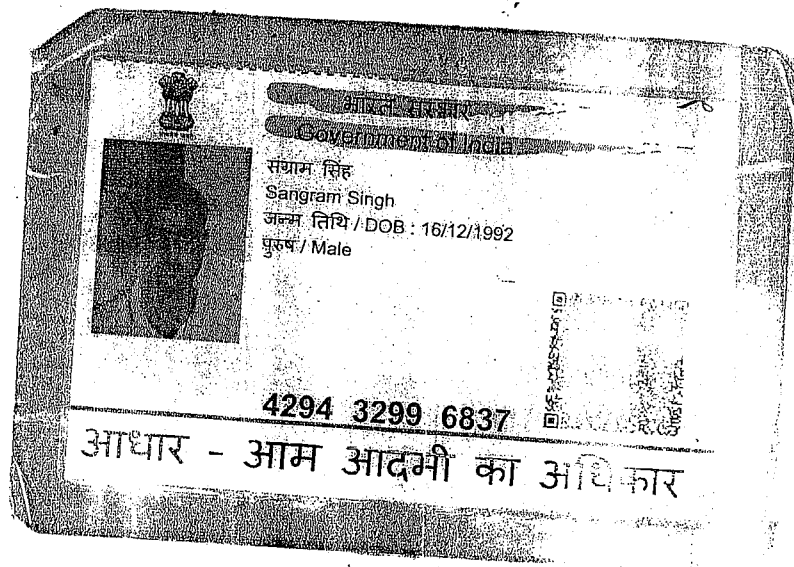 भारत सरकार
Government of India
संग्राम सिंह
Sangram Singh
जन्म तिथि / DOB : 16/12/1992
पुरुष / Male
4294 3299 6837
आधार - आम आदमी का अधिकार